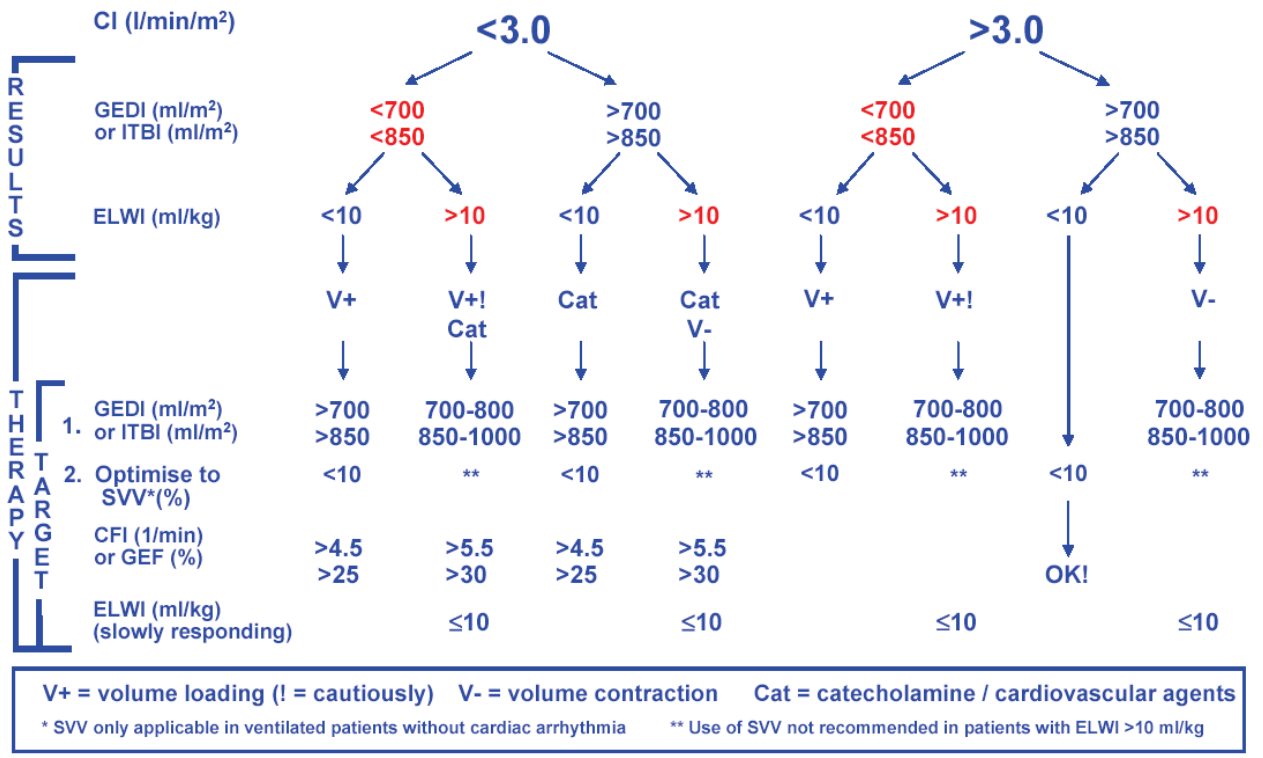 CI (l/min/m²) <3.0 >3.0
RESULTS
GEDI (ml/m²) <700 >700 <700 >700
or ITBI (ml/m²) <850 >850 <850 >850
ELWI (ml/kg) <10 >10 <10 >10 <10 >10 <10 >10
THERAPY
V+ V+! Cat Cat V+ V+! V-
Cat V-
TARGET
1. GEDI (ml/m²) >700 700-800 >700 700-800 >700 700-800 700-800
or ITBI (ml/m²) >850 850-1000 >850 850-1000 >850 850-1000 850-1000
2. Optimise to <10 ** <10 ** <10 ** <10 **
SVV*(%)
CFI (1/min) >4.5 >5.5 >4.5 >5.5
or GEF (%) >25 >30 >25 >30 OK!
ELWI (ml/kg) ≤10 ≤10 ≤10 ≤10
(slowly responding)
V+ = volume loading (! = cautiously) V- = volume contraction Cat = catecholamine / cardiovascular agents
* SVV only applicable in ventilated patients without cardiac arrhythmia ** Use of SVV not recommended in patients with ELWI >10 ml/kg